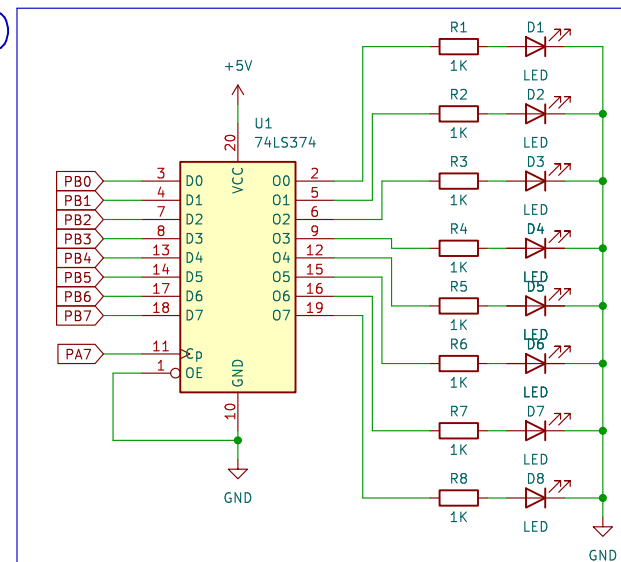 +5V
U1
74LS374
20
VCC
PB0 3 D0 O0 2
PB1 4 D1 O1 5
PB2 7 D2 O2 6
PB3 8 D3 O3 9
PB4 13 D4 O4 12
PB5 14 D5 O5 15
PB6 17 D6 O6 16
PB7 18 D7 O7 19
PA7 11 Cp
1 OE
GND
10
GND
R1 D1
1K LED
R2 D2
1K LED
R3 D3
1K LED
R4 D4
1K LED
R5 D5
1K LED
R6 D6
1K LED
R7 D7
1K LED
R8 D8
1K LED
GND